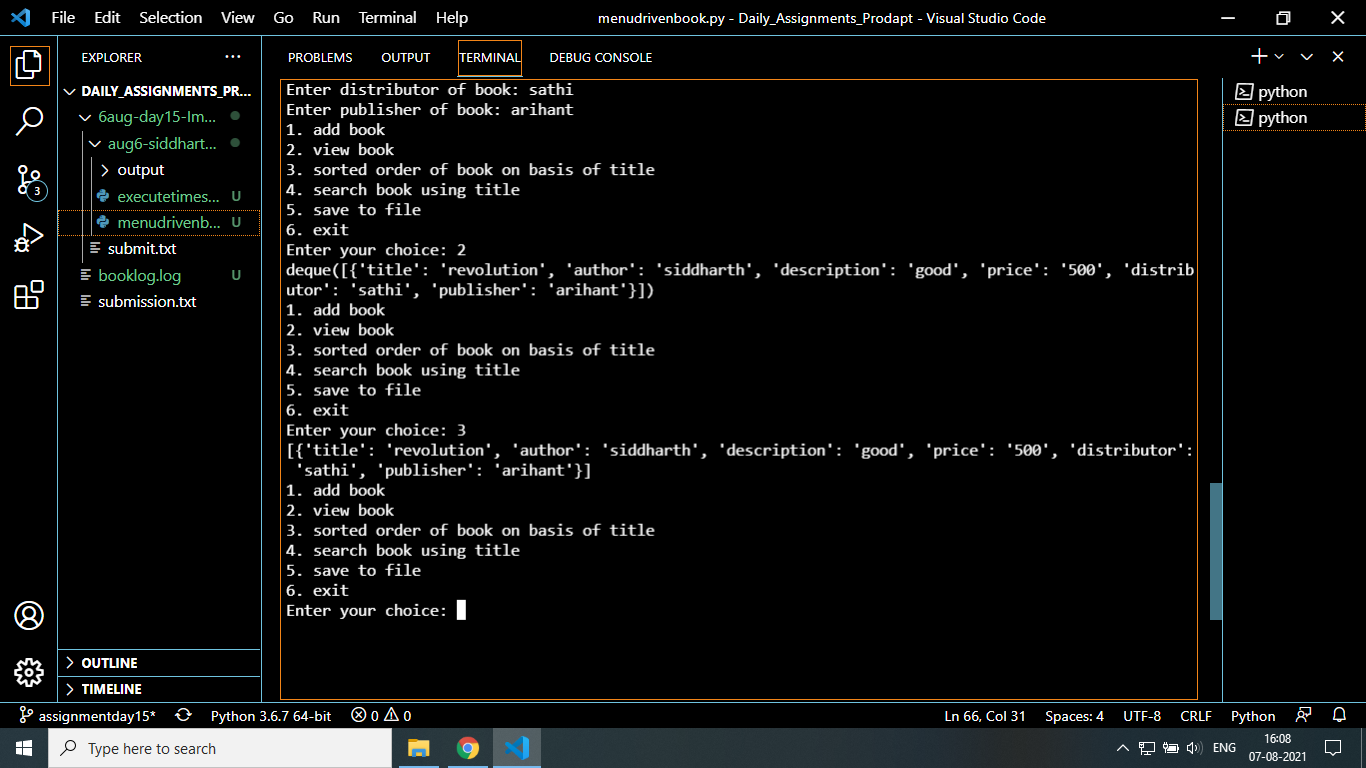 File Edit Selection View Go Run Terminal Help menudrivenbook.py - Daily_Assignments_Prodapt - Visual Studio Code
EXPLORER
DAILY_ASSIGNMENTS_PR...
6aug-day15-Im...
aug6-siddhart...
output
executetimes... U
menudrivenb... U
submit.txt
booklog.log U
submission.txt
OUTLINE
TIMELINE
3
PROBLEMS OUTPUT TERMINAL DEBUG CONSOLE
Enter distributor of book: sathi
Enter publisher of book: arihant
1. add book
2. view book
3. sorted order of book on basis of title
4. search book using title
5. save to file
6. exit
Enter your choice: 2
deque([{'title': 'revolution', 'author': 'siddharth', 'description': 'good', 'price': '500', 'distrib
utor': 'sathi', 'publisher': 'arihant'}])
1. add book
2. view book
3. sorted order of book on basis of title
4. search book using title
5. save to file
6. exit
Enter your choice: 3
[{'title': 'revolution', 'author': 'siddharth', 'description': 'good', 'price': '500', 'distributor':
 'sathi', 'publisher': 'arihant'}]
1. add book
2. view book
3. sorted order of book on basis of title
4. search book using title
5. save to file
6. exit
Enter your choice:
python
python
assignmentday15* Python 3.6.7 64-bit 0 0 Ln 66, Col 31 Spaces: 4 UTF-8 CRLF Python
Type here to search
ENG
16:08
07-08-2021